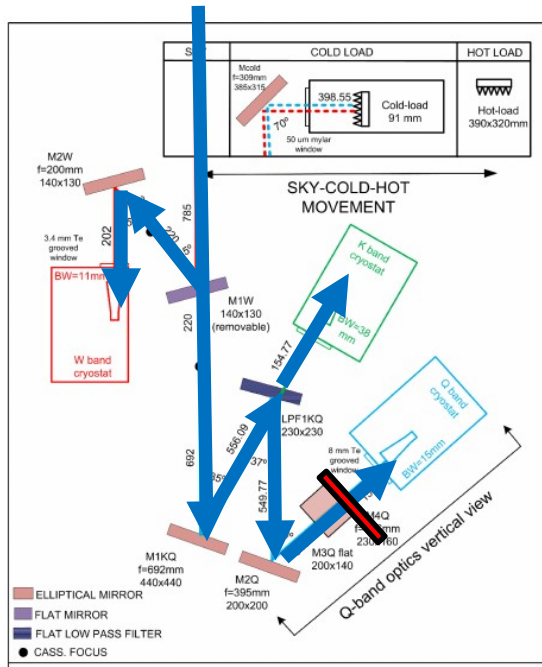 COLD LOAD
HOT LOAD
Mcold
f=309mm
385x315
398.55
Cold-load
91 mm
70º
50 um mylar
window
Hot-load
390x320mm
SKY-COLD-HOT
MOVEMENT
M2W
f=200mm
140x130
202
220
785
3.4 mm Te
grooved
window
BW=11mm
W band
cryostat
M1W
140x130
(removable)
220
K band
cryostat
BW=38
mm
154.77
LPF1KQ
230x230
556.09
692
37º
549.77
Q band
cryostat
BW=15mm
8 mm Te
grooved
window
M1KQ
f=692mm
440x440
M2Q
f=395mm
200x200
M3Q flat
200x140
M4Q
Q-band optics vertical view
ELLIPTICAL MIRROR
FLAT MIRROR
FLAT LOW PASS FILTER
CASS. FOCUS